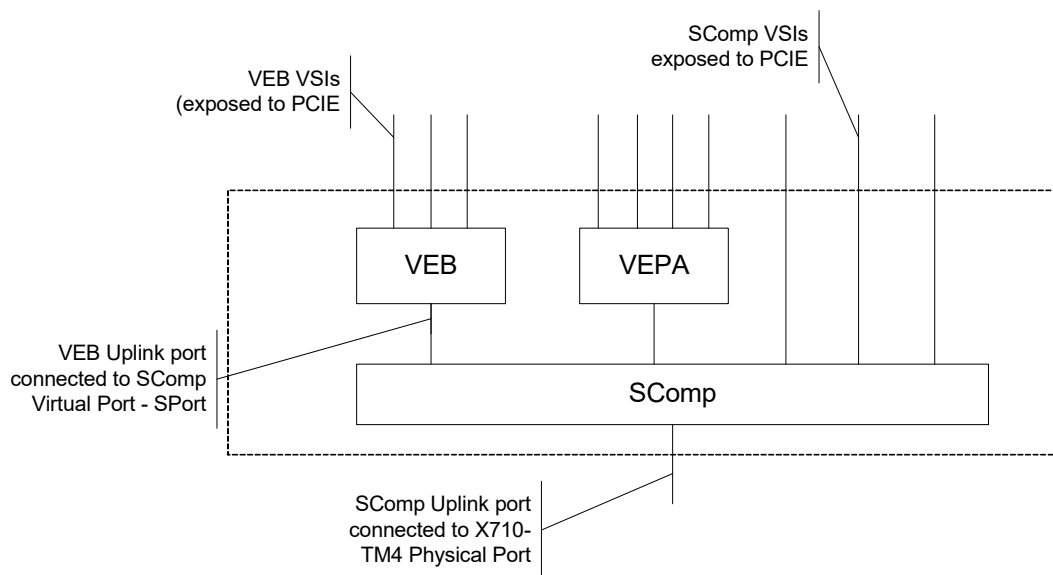 SComp VSIs
exposed to PCIE
VEB VSIs
(exposed to PCIE
VEB
VEPA
VEB Uplink port
connected to SComp
Virtual Port - SPort
SComp
SComp Uplink port
connected to X710-
TM4 Physical Port